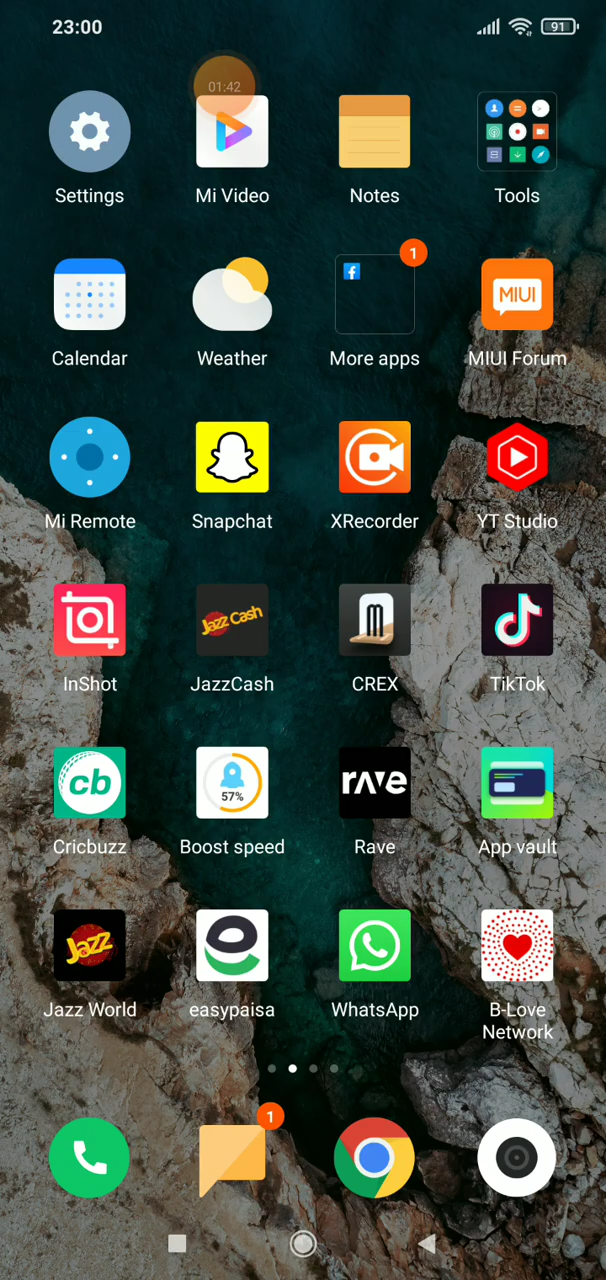 23:00
91
01:42
Settings
Mi Video
Notes
Tools
1
Calendar
Weather
More apps
MIUI
MIUI Forum
Mi Remote
Snapchat
XRecorder
YT Studio
Jazz Cash
InShot
JazzCash
CREX
TikTok
cb
57%
rave
Cricbuzz
Boost speed
Rave
App vault
Jazz
Jazz World
easypaisa
WhatsApp
B-Love
Network
1